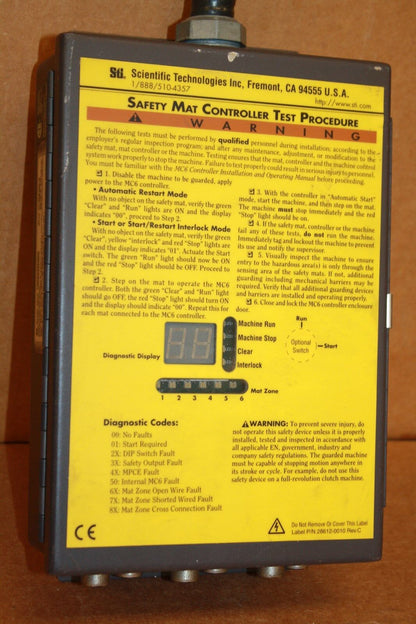 STi. Scientific Technologies Inc, Fremont, CA 94555 U.S.A.
1/888/510-4357
http://www.sti.com
SAFETY MAT CONTROLLER TEST PROCEDURE
WARNING
The following tests must be performed by qualified personnel during installation; according to the
employer's regular inspection program; and after any maintenance, adjustment, or modification to the
safety mat, mat controller or the machine. Testing ensures that the mat, controller and the machine control
system work properly to stop the machine. Failure to test properly could result in serious injury to personnel.
You must be familiar with the MC6 Controller Installation and Operating Manual before proceeding.
1. Disable the machine to be guarded, apply
power to the MC6 controller.
• Automatic Restart Mode
With no object on the safety mat, verify the green
"Clear" and "Run" lights are ON and the display
indicates "00", proceed to Step 2.
• Start or Start/Restart Interlock Mode
With no object on the safety mat, verify the green
"Clear", yellow "interlock" and red "Stop" lights are
ON and the display indicates "01". Actuate the Start
switch. The green "Run" light should now be ON
and the red "Stop" light should be OFF. Proceed to
Step 2.
2. Step on the mat to operate the MC6
controller. Both the green "Clear" and "Run" light
should go OFF, the red "Stop" light should turn ON
and the display should indicate "00". Repeat this for
each mat connected to the MC6 controller.
3. With the controller in "Automatic Start"
mode, start the machine, and then step on the mat.
The machine must stop immediately and the red
"Stop" light should be on.
4. If the safety mat, controller or the machine
fail any of these tests, do not run the machine.
Immediately tag and lockout the machine to prevent
its use and notify the supervisor.
5. Visually inspect the machine to ensure
entry to the hazardous area(s) is only through the
sensing area of the safety mats. If not, additional
guarding including mechanical barriers may be
required. Verify that all additional guarding devices
and barriers are installed and operating properly.
6. Close and lock the MC6 controller enclosure
door.
Diagnostic Display
Machine Run
Machine Stop
Clear
Interlock
Run
Optional
Switch
Start
1 2 3 4 5 6
Mat Zone
Diagnostic Codes:
00: No Faults
01: Start Required
2X: DIP Switch Fault
3X: Safety Output Fault
4X: MPCE Fault
50: Internal MC6 Fault
6X: Mat Zone Open Wire Fault
7X: Mat Zone Shorted Wired Fault
8X: Mat Zone Cross Connection Fault
WARNING: To prevent severe injury, do
not operate this safety device unless it is properly
installed, tested and inspected in accordance with
all applicable EN, government, industry and
company safety regulations. The guarded machine
must be capable of stopping motion anywhere in
its stroke or cycle. For example, do not use this
safety device on a full-revolution clutch machine.
CE
Do Not Remove Or Cover This Label
Label P/N 28612-0010 Rev.C